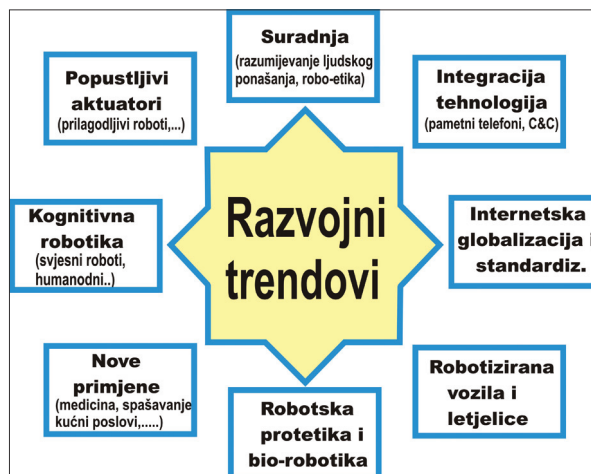 Suradnja
(razumijevanje ljudskog
ponašanja, robo-etika)
Popustljivi
aktuatori
(prilagodljivi roboti,...)
Integracija
tehnologija
(pametni telefoni, C&C)
Kognitivna
robotika
(svjesni roboti,
humanodni..)
Razvojni
trendovi
Internetska
globalizacija i
standardiz.
Nove
primjene
(medicina, spašavanje
kućni poslovi,.....)
Robotska
protetika i
bio-robotika
Robotizirana
vozila i
letjelice